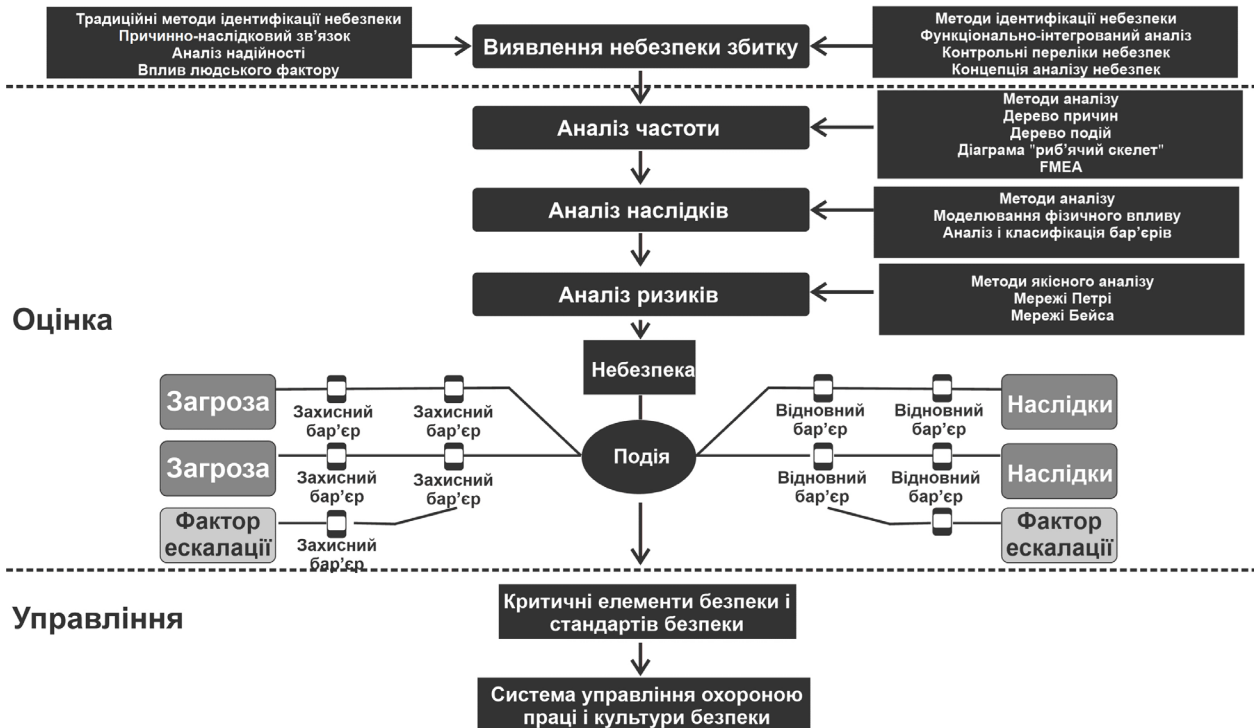 Традиційні методи ідентифікації небезпеки
Причинно-наслідковий зв’язок
Аналіз надійності
Вплив людського фактору
Виявлення небезпеки збитку
Методи ідентифікації небезпеки
Функціонально-інтегрований аналіз
Контрольні переліки небезпек
Концепція аналізу небезпек
Аналіз частоти
Методи аналізу
Дерево причин
Дерево подій
Діаграма "риб’ячий скелет"
FMEA
Аналіз наслідків
Методи аналізу
Моделювання фізичного впливу
Аналіз і класифікація бар’єрів
Аналіз ризиків
Методи якісного аналізу
Мережі Петрі
Мережі Бейса
Оцінка
Небезпека
Загроза
Захисний
бар’єр
Захисний
бар’єр
Відновний
бар’єр
Відновний
бар’єр
Наслідки
Загроза
Захисний
бар’єр
Захисний
бар’єр
Подія
Відновний
бар’єр
Відновний
бар’єр
Наслідки
Фактор
ескалації
Захисний
бар’єр
Фактор
ескалації
Управління
Критичні елементи безпеки і
стандартів безпеки
Система управління охороною
праці і культури безпеки